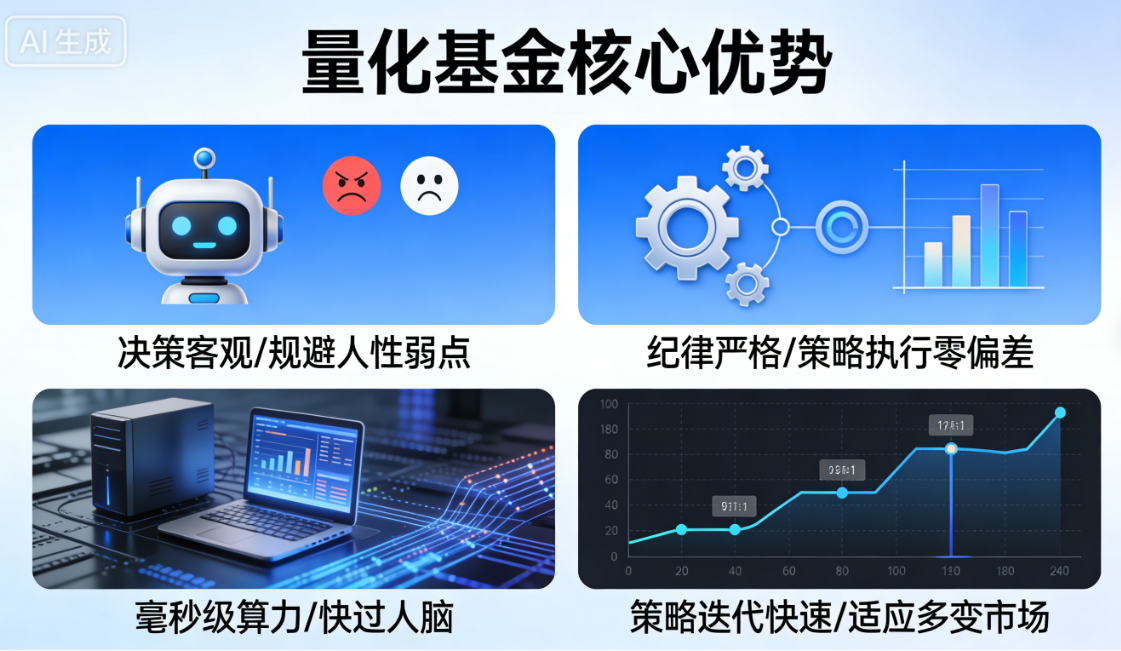 AI 生成
量化基金核心优势
决策客观/规避人性弱点
纪律严格/策略执行零偏差
毫秒级算力/快过人脑
100
180
80
60
40
20
0
0 20 40 60 80 100 180 240
策略迭代快速/适应多变市场